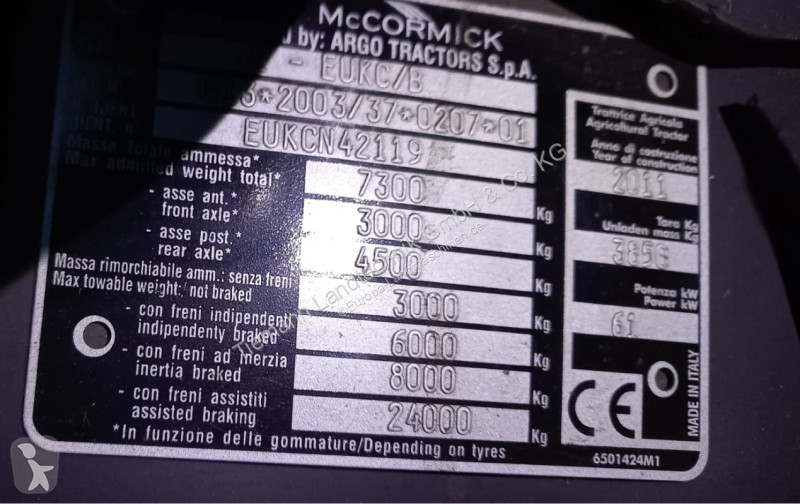 McCORMICK
by: ARGO TRACTORS S.p.A.
- EUKC/B
3*2003/37*0207*01
EUKCN42119
Massa Totale ammessa*
Max admitted weight total*
7300 Kg
- asse ant.*
front axle*
3000 Kg
- asse post.*
rear axle*
4500 Kg
Massa rimorchiabile amm.: senza freni
Max towable weight: not braked
3000 Kg
- con freni indipendenti
indipendenty braked
6000 Kg
- con freni ad inerzia
inertia braked
8000 Kg
- con freni assistiti
assisted braking
24000 Kg
*In funzione delle gommature/Depending on tyres
Trattrice Agricola
Agricultural Tractor
Anno di costruzione
Year of construction
2011
Tara Kg
Unladen mass Kg
3850
Potenza kW
Power kW
61
CE
MADE IN ITALY
6501424M1